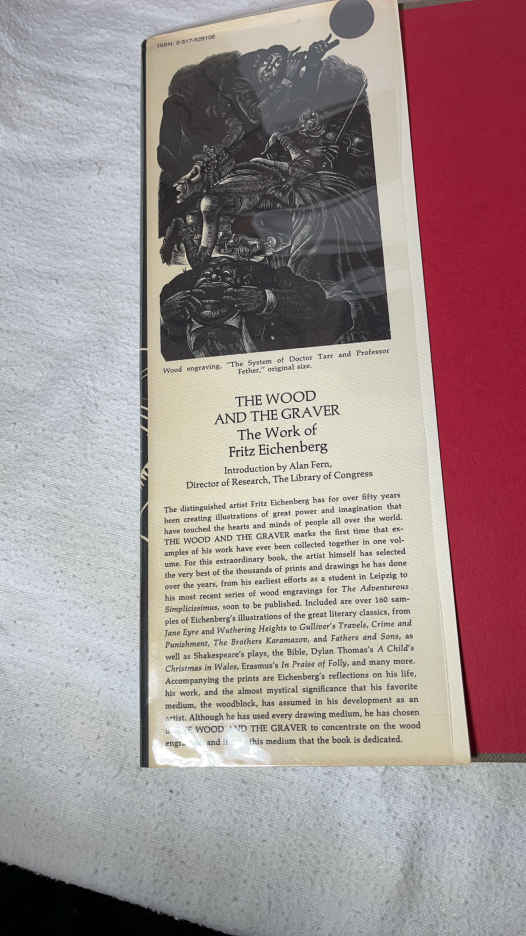 ISBN: 0-517-529106
Wood engraving, "The System of Doctor Tarr and Professor
Fether," original size.
THE WOOD
AND THE GRAVER
The Work of
Fritz Eichenberg
Introduction by Alan Fern,
Director of Research, The Library of Congress
The distinguished artist Fritz Eichenberg has for over fifty years
been creating illustrations of great power and imagination that
have touched the hearts and minds of people all over the world.
THE WOOD AND THE GRAVER marks the first time that ex-
amples of his work have ever been collected together in one vol-
ume. For this extraordinary book, the artist himself has selected
the very best of the thousands of prints and drawings he has done
over the years, from his earliest efforts as a student in Leipzig to
his most recent series of wood engravings for The Adventurous
Simplicissimus, soon to be published. Included are over 160 sam-
ples of Eichenberg's illustrations of the great literary classics, from
Jane Eyre and Wuthering Heights to Gulliver's Travels, Crime and
Punishment, The Brothers Karamazov, and Fathers and Sons, as
well as Shakespeare's plays, the Bible, Dylan Thomas's A Child's
Christmas in Wales, Erasmus's In Praise of Folly, and many more.
Accompanying the prints are Eichenberg's reflections on his life,
his work, and the almost mystical significance that his favorite
medium, the woodblock, has assumed in his development as an
artist. Although he has used every drawing medium, he has chosen
WOOD AND THE GRAVER to concentrate on the wood
and this medium that the book is dedicated.